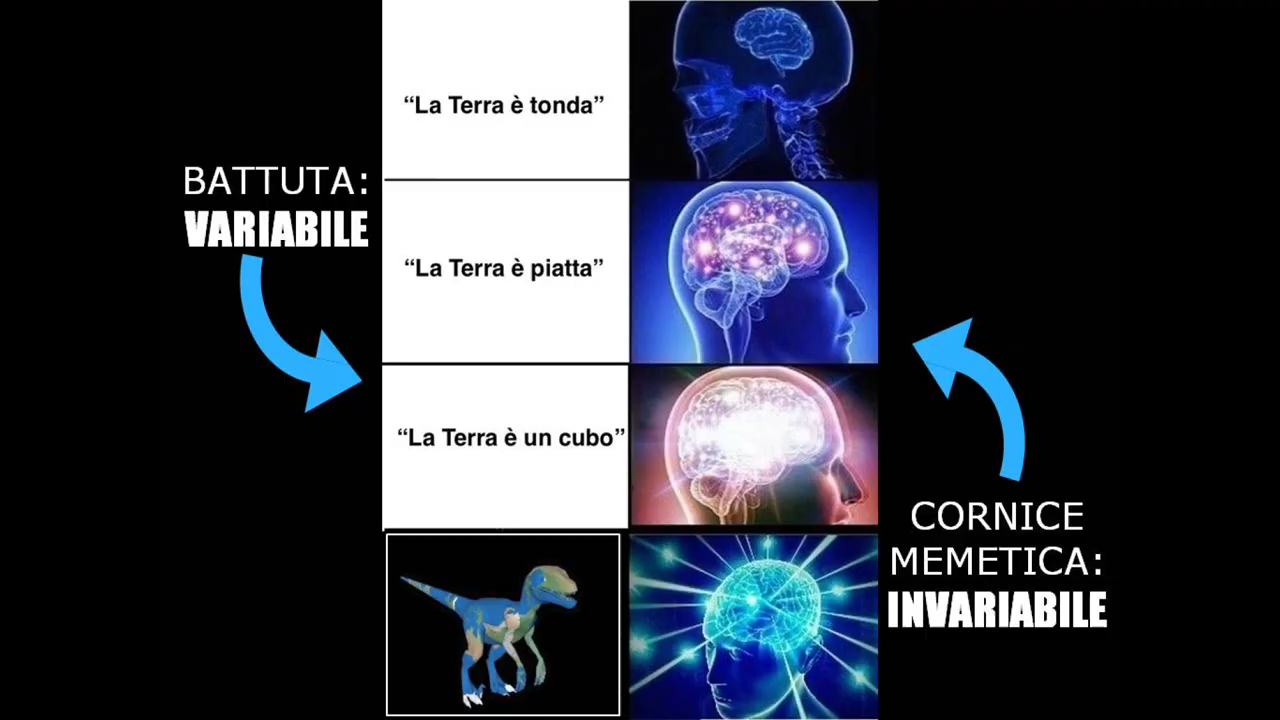 BATTUTA:
VARIABILE
“La Terra è tonda”
“La Terra è piatta”
“La Terra è un cubo”
CORNICE
MEMETICA:
INVARIABILE